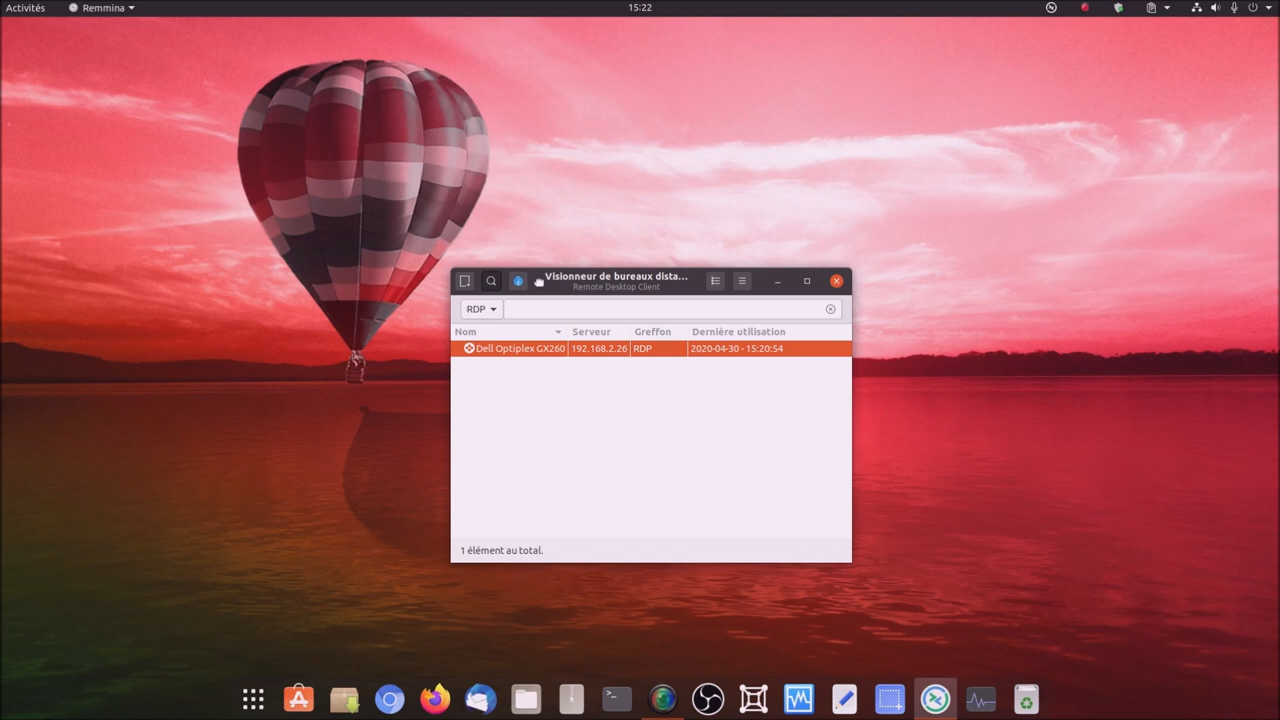 Activités Remmina 15:22
Visionneur de bureaux dista...
Remote Desktop Client
RDP
Nom Serveur Greffon Dernière utilisation
Dell Optiplex GX260 192.168.2.26 RDP 2020-04-30 - 15:20:54
1 élément au total.